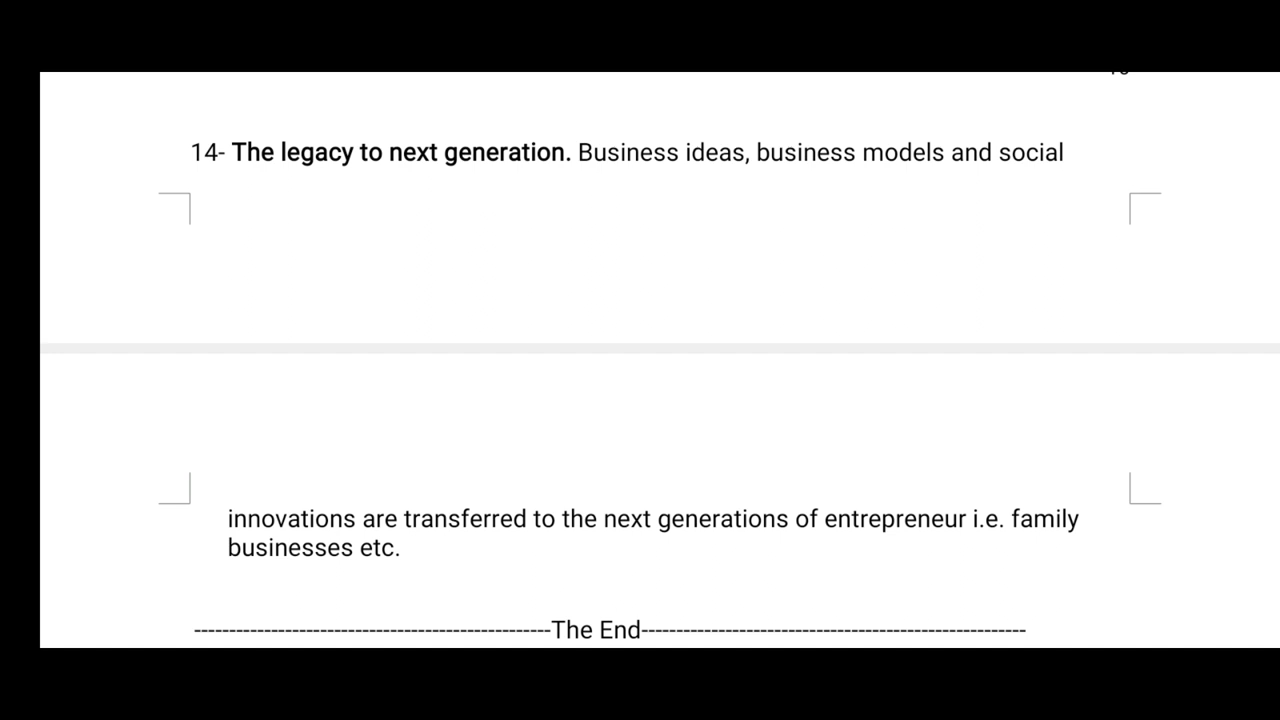 14- The legacy to next generation. Business ideas, business models and social
innovations are transferred to the next generations of entrepreneur i.e. family
businesses etc.
---------------------------------------------------The End-------------------------------------------------------